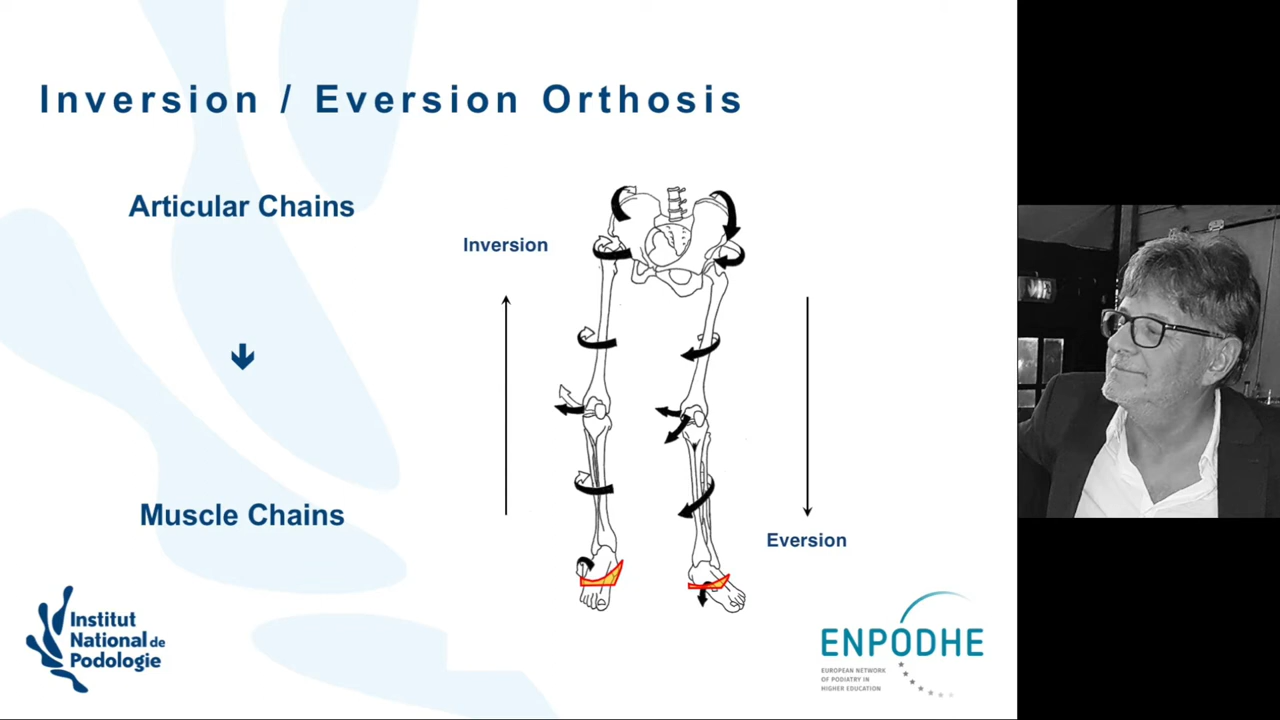 Inversion / Eversion Orthosis
Articular Chains
Inversion
Muscle Chains
Eversion
Institut
National de
Podologie
ENPODHE
EUROPEAN NETWORK
OF PODIATRY IN
HIGHER EDUCATION